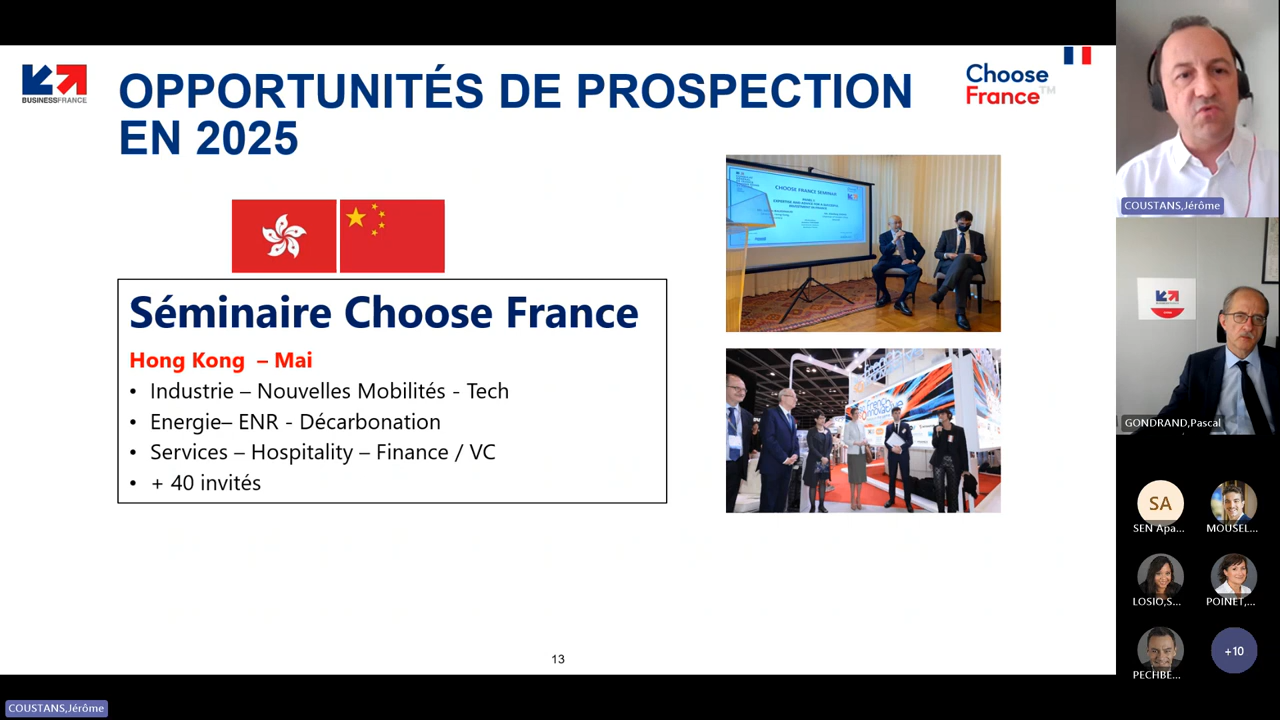 BUSINESSFRANCE
OPPORTUNITÉS DE PROSPECTION
EN 2025
Choose
France™
Séminaire Choose France
Hong Kong – Mai
• Industrie – Nouvelles Mobilités - Tech
• Energie– ENR - Décarbonation
• Services – Hospitality – Finance / VC
• + 40 invités
CHOOSE FRANCE SEMINAR
13
COUSTANS,Jérôme
GONDRAND,Pascal
SA
SEN Apa...
MOUSEL...
LOSIO,S...
POINET,...
PECHBÉ...
+10
COUSTANS,Jérôme